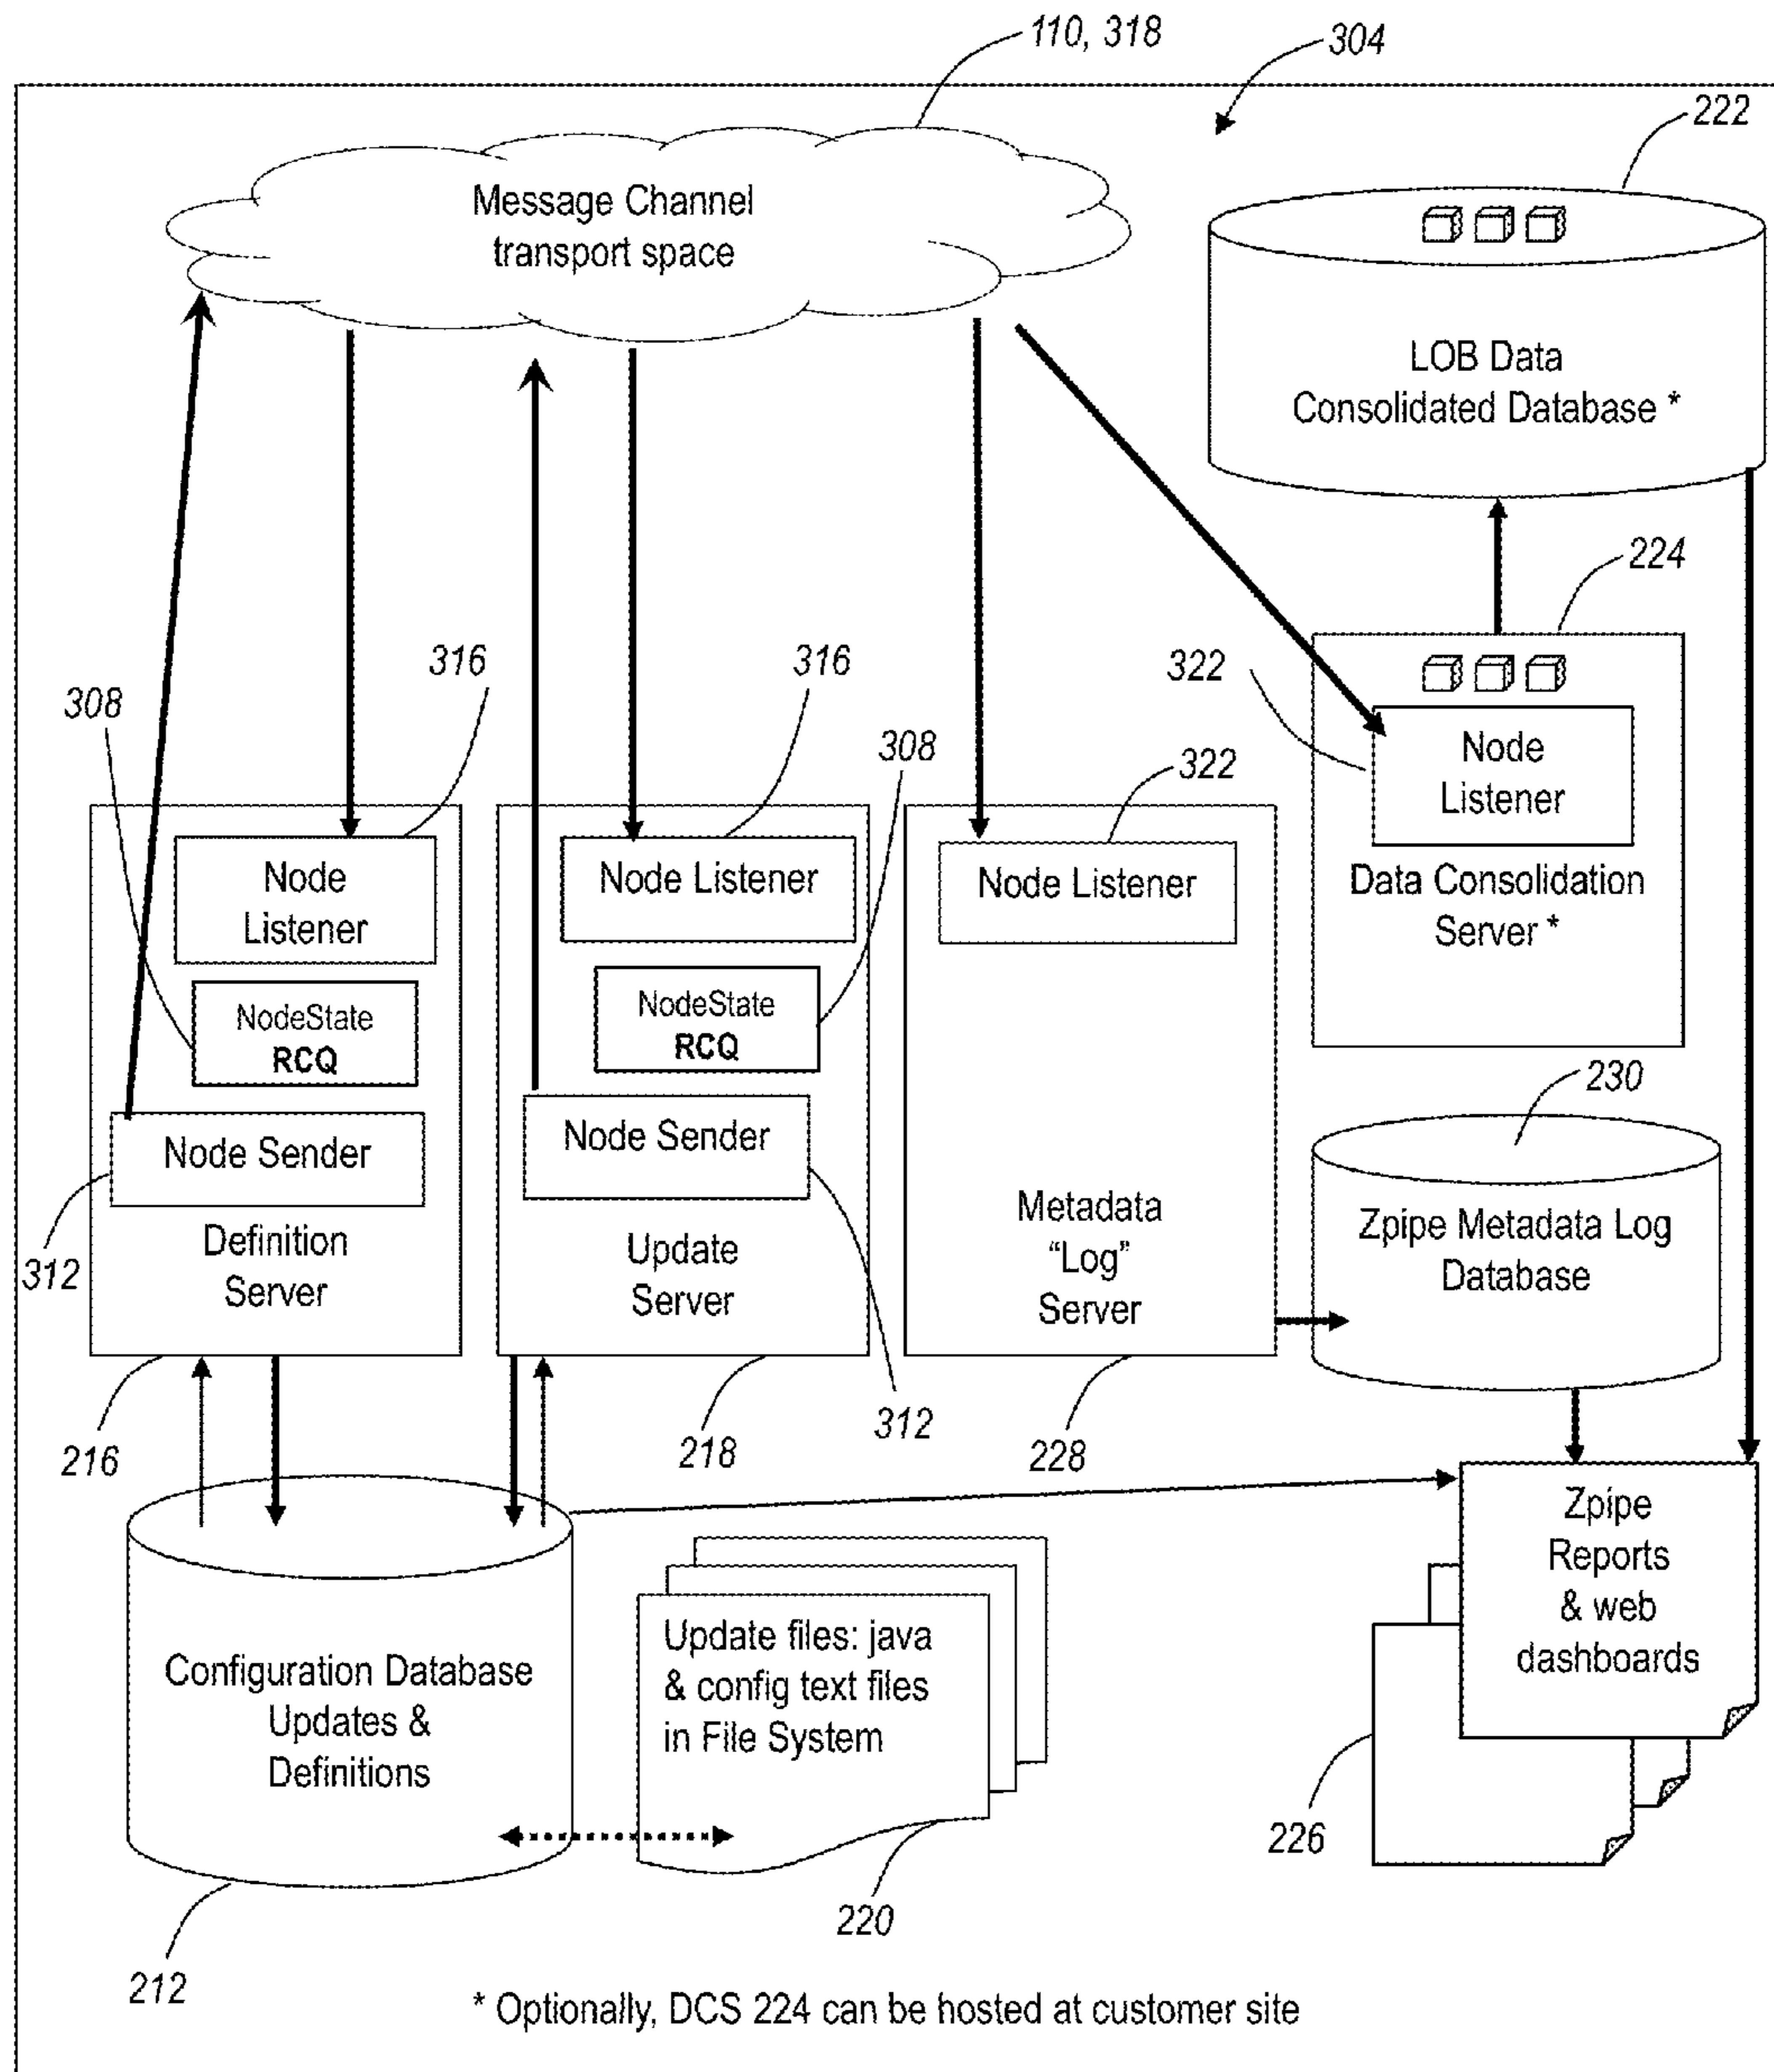 110, 318
304
222
Message Channel
transport space
LOB Data
Consolidated Database *
224
316
316
322
308
308
322
Node
Listener
Node
Listener
Node Listener
Node Listener
Data Consolidation
Server *
NodeState
RCQ
NodeState
RCQ
230
Node Sender
Node Sender
Metadata
"Log"
Server
Zpipe Metadata Log
Database
312
Definition
Server
Update
Server
216
218
312
228
Zpipe
Reports
& web
dashboards
Configuration Database
Updates &
Definitions
Update files: java
& config text files
in File System
226
220
212
* Optionally, DCS 224 can be hosted at customer site